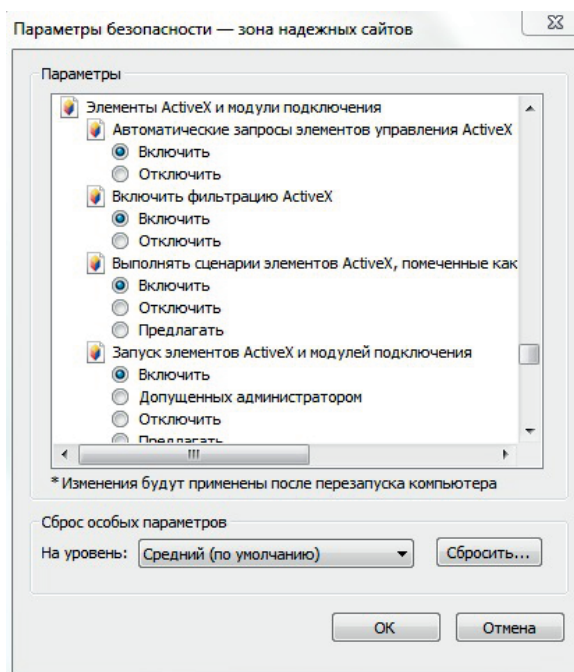 Параметры безопасности — зона надежных сайтов
Параметры
Элементы ActiveX и модули подключения
Автоматические запросы элементов управления ActiveX
Включить
Отключить
Включить фильтрацию ActiveX
Включить
Отключить
Выполнять сценарии элементов ActiveX, помеченные как
Включить
Отключить
Предлагать
Запуск элементов ActiveX и модулей подключения
Включить
Допущенных администратором
Отключить
Предлагать
* Изменения будут применены после перезапуска компьютера
Сброс особых параметров
На уровень:
Средний (по умолчанию)
Сбросить...
ОК
Отмена